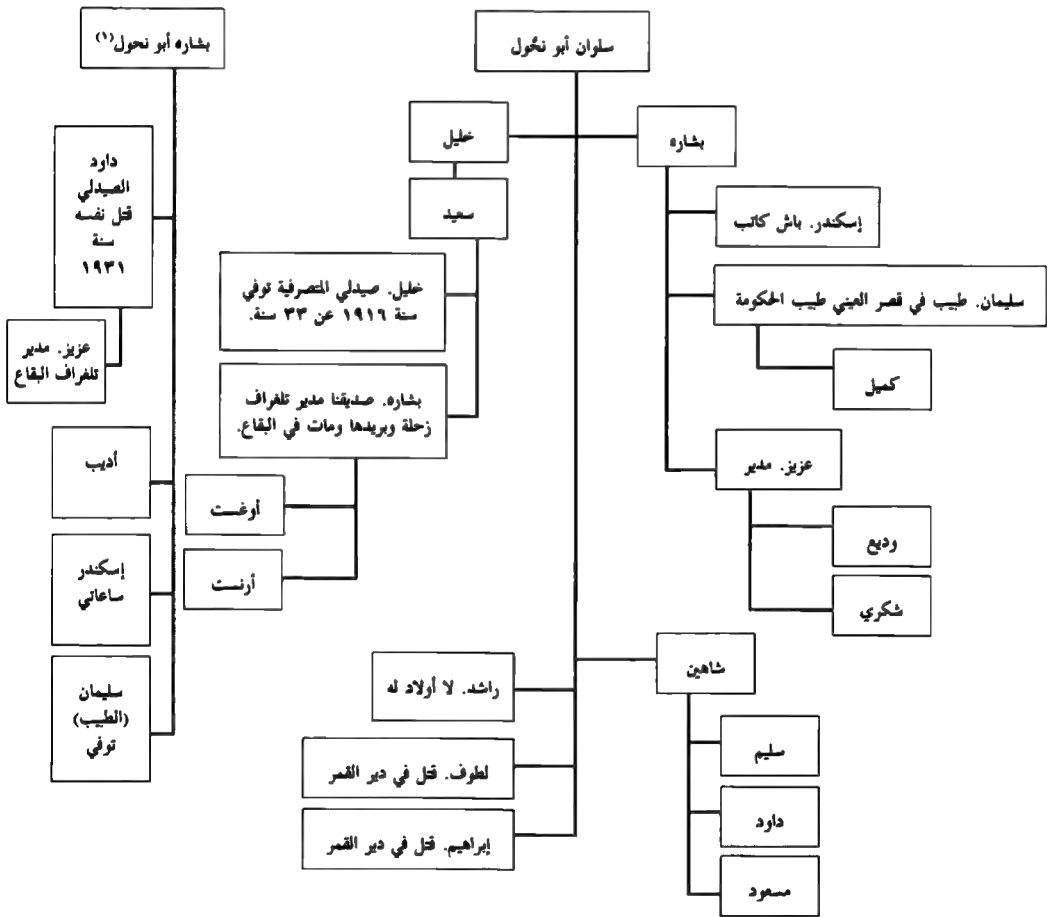 سلوان أبو نحّول
بشاره
إسكندر. باش كاتب
سليمان. طبيب في قصر العيني طبيب الحكومة
كميل
عزيز. مدير
وديع
شكري
شاهين
سليم
داود
مسعود
خليل
سعيد
خليل. صيدلي المتصرفية توفي
سنة ١٩١٦ عن ٣٣ سنة.
بشاره. صديقنا مدير تلغراف
زحلة وبريدها ومات في البقاع.
أوغست
أرنست
راشد. لا أولاد له
لطوف. قتل في دير القمر
إبراهيم. قتل في دير القمر
بشاره أبو نحول (١)
داود
الصيدلي
قتل نفسه
سنة
١٩٣١
عزيز. مدير
تلغراف البقاع
أديب
إسكندر
ساعاتي
سليمان
(الطبيب)
توفي